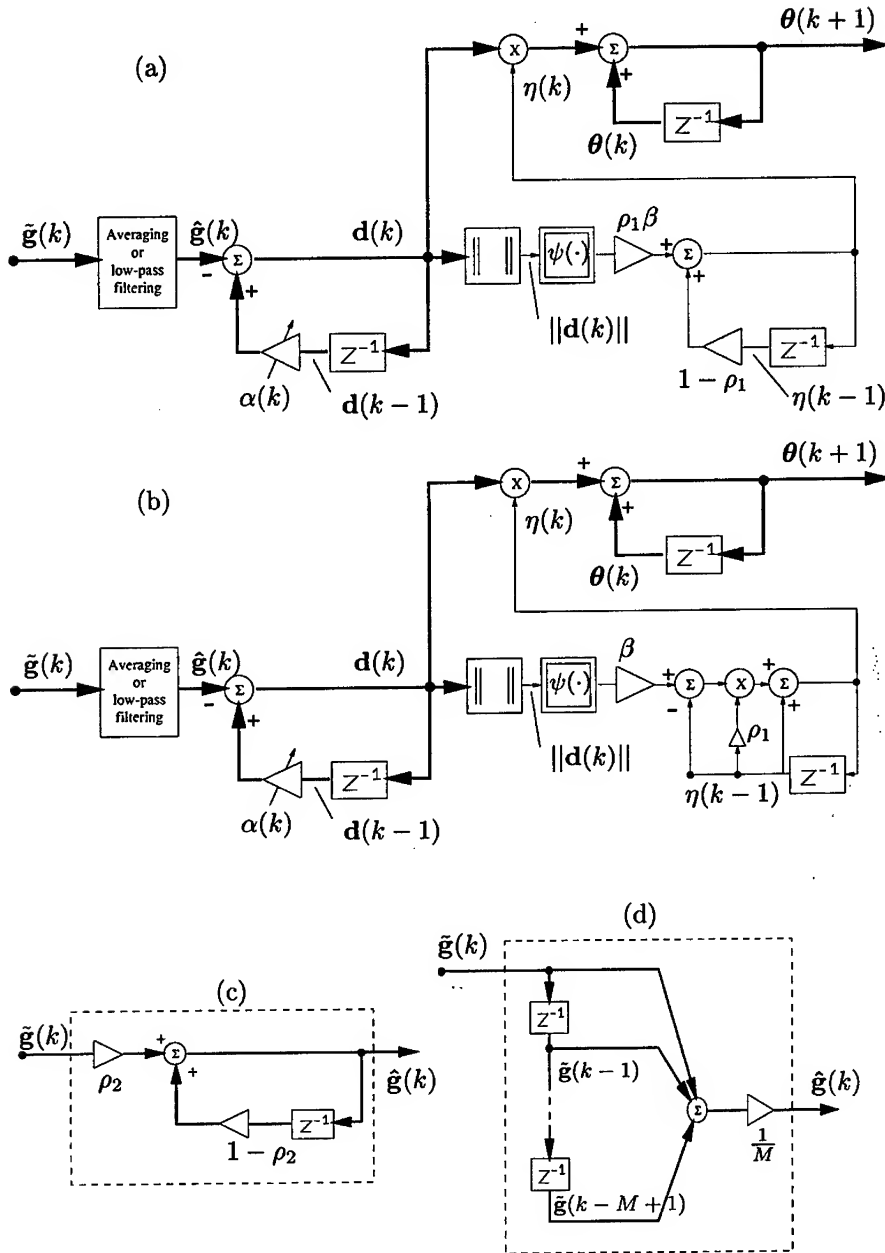 (a)
θ(k+1)
X
+
Σ
η(k)
+
Z⁻¹
θ(k)
g̃(k)
Averaging
or
low-pass
filtering
ĝ(k)
-
Σ
+
d(k)
|| ||
ψ(·)
ρ₁β
+
Σ
+
||d(k)||
Z⁻¹
α(k)
d(k−1)
Z⁻¹
1 − ρ₁
η(k−1)
(b)
θ(k+1)
X
+
Σ
η(k)
+
Z⁻¹
θ(k)
g̃(k)
Averaging
or
low-pass
filtering
ĝ(k)
-
Σ
+
d(k)
|| ||
ψ(·)
β
+
Σ
-
X
+
Σ
+
ρ₁
||d(k)||
Z⁻¹
α(k)
d(k−1)
η(k−1)
Z⁻¹
(c)
g̃(k)
ρ₂
+
Σ
+
ĝ(k)
Z⁻¹
1 − ρ₂
(d)
g̃(k)
Z⁻¹
g̃(k−1)
Σ
1/M
ĝ(k)
Z⁻¹
g̃(k − M+1)